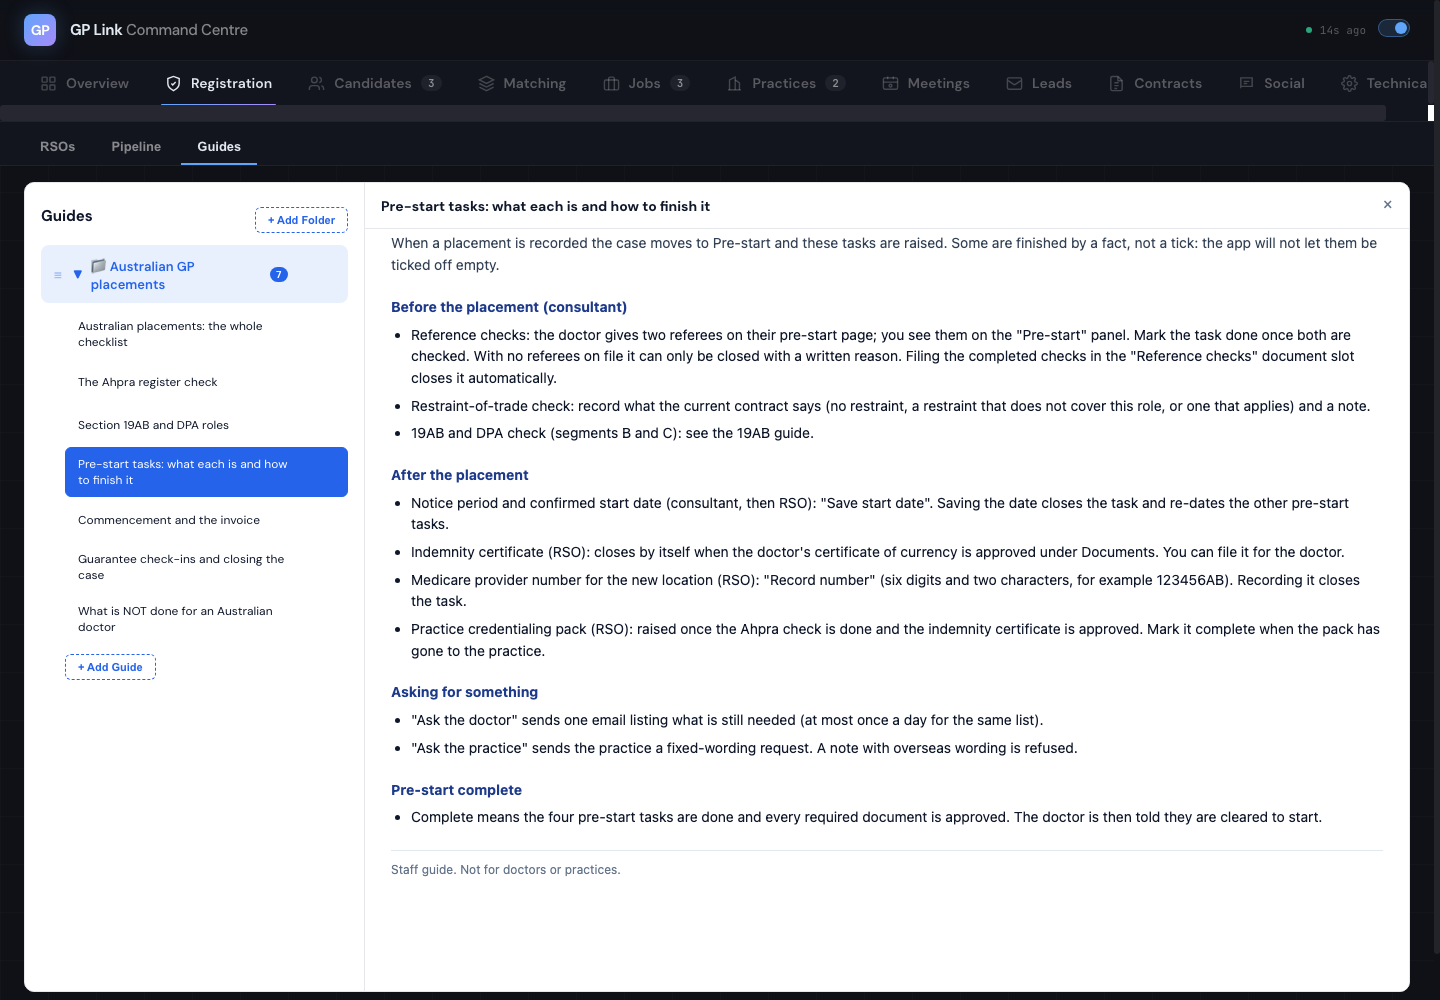 GP
GP Link Command Centre
14s ago
Overview
Registration
Candidates 3
Matching
Jobs 3
Practices 2
Meetings
Leads
Contracts
Social
Technica
RSOs
Pipeline
Guides
Guides
+ Add Folder
Australian GP
placements
7
Australian placements: the whole
checklist
The Ahpra register check
Section 19AB and DPA roles
Pre-start tasks: what each is and how
to finish it
Commencement and the invoice
Guarantee check-ins and closing the
case
What is NOT done for an Australian
doctor
+ Add Guide
Pre-start tasks: what each is and how to finish it
×
When a placement is recorded the case moves to Pre-start and these tasks are raised. Some are finished by a fact, not a tick: the app will not let them be
ticked off empty.
Before the placement (consultant)
• Reference checks: the doctor gives two referees on their pre-start page; you see them on the "Pre-start" panel. Mark the task done once both are
checked. With no referees on file it can only be closed with a written reason. Filing the completed checks in the "Reference checks" document slot
closes it automatically.
• Restraint-of-trade check: record what the current contract says (no restraint, a restraint that does not cover this role, or one that applies) and a note.
• 19AB and DPA check (segments B and C): see the 19AB guide.
After the placement
• Notice period and confirmed start date (consultant, then RSO): "Save start date". Saving the date closes the task and re-dates the other pre-start
tasks.
• Indemnity certificate (RSO): closes by itself when the doctor's certificate of currency is approved under Documents. You can file it for the doctor.
• Medicare provider number for the new location (RSO): "Record number" (six digits and two characters, for example 123456AB). Recording it closes
the task.
• Practice credentialing pack (RSO): raised once the Ahpra check is done and the indemnity certificate is approved. Mark it complete when the pack has
gone to the practice.
Asking for something
• "Ask the doctor" sends one email listing what is still needed (at most once a day for the same list).
• "Ask the practice" sends the practice a fixed-wording request. A note with overseas wording is refused.
Pre-start complete
• Complete means the four pre-start tasks are done and every required document is approved. The doctor is then told they are cleared to start.
Staff guide. Not for doctors or practices.